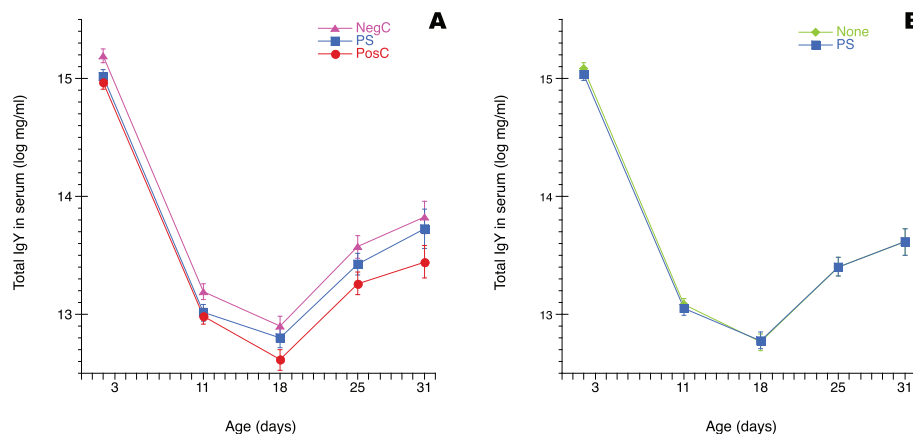 A
NegC
PS
PosC
15
14
13
Total IgY in serum (log mg/ml)
3 11 18 25 31
Age (days)
B
None
PS
15
14
13
Total IgY in serum (log mg/ml)
3 11 18 25 31
Age (days)